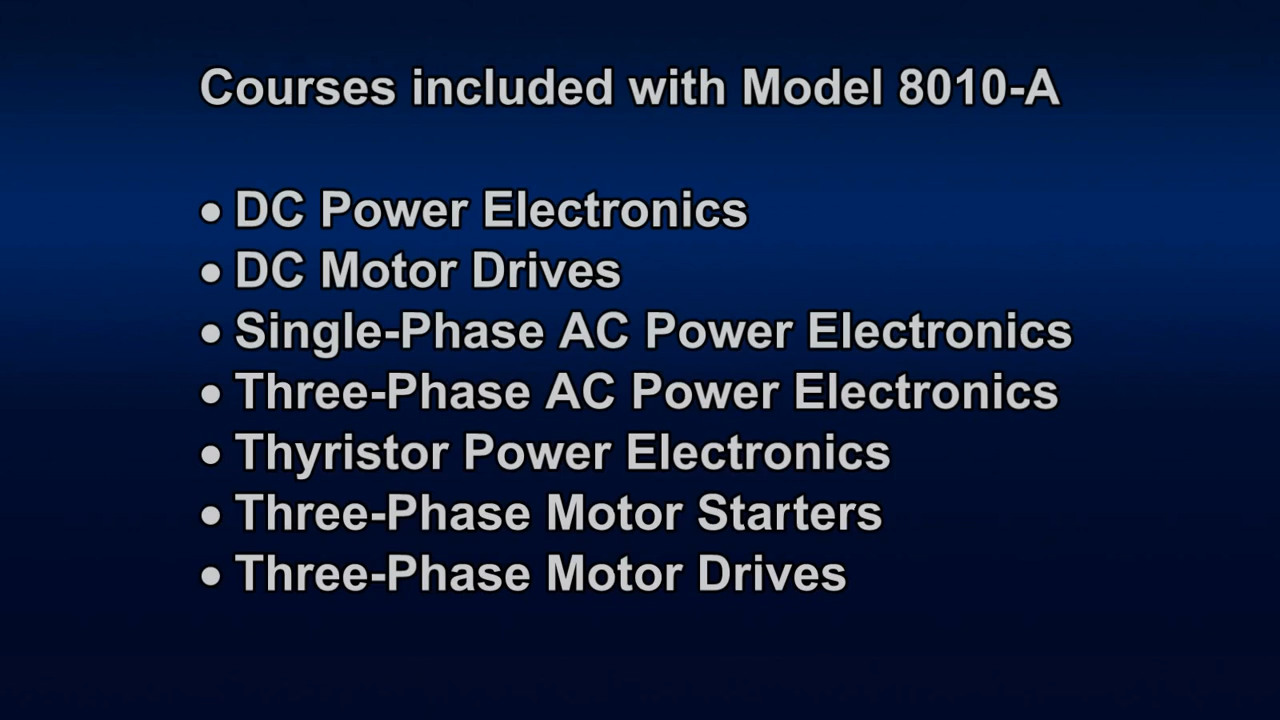 Courses included with Model 8010-A
• DC Power Electronics
• DC Motor Drives
• Single-Phase AC Power Electronics
• Three-Phase AC Power Electronics
• Thyristor Power Electronics
• Three-Phase Motor Starters
• Three-Phase Motor Drives